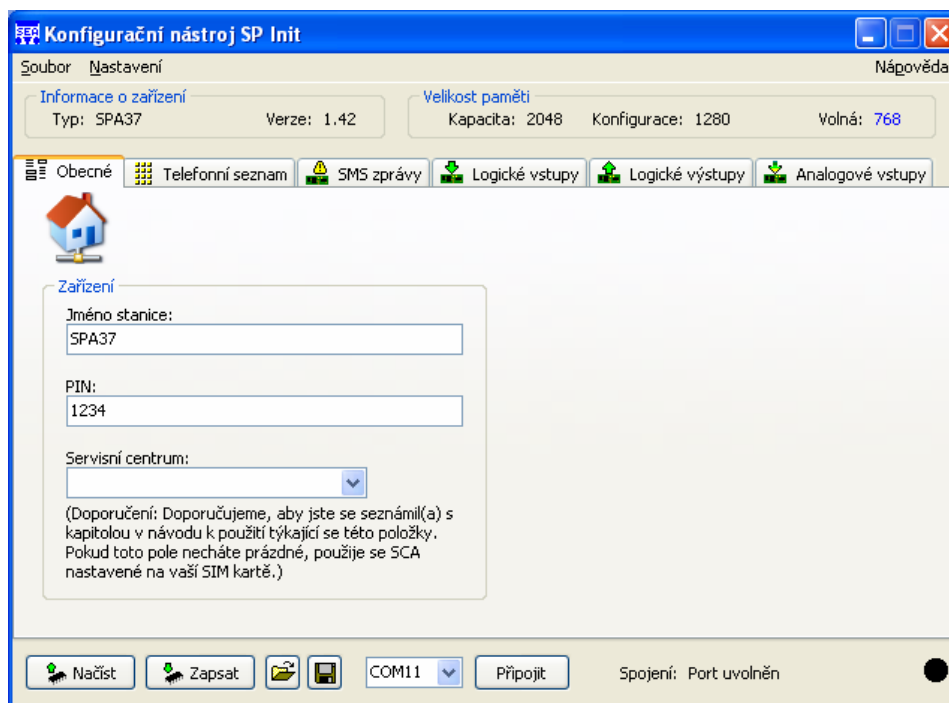 Konfigurační nástroj SP Init
Soubor Nastavení Nápověda
Informace o zařízení Velikost paměti
Typ: SPA37 Verze: 1.42 Kapacita: 2048 Konfigurace: 1280 Volná: 768
Obecné Telefonní seznam SMS zprávy Logické vstupy Logické výstupy Analogové vstupy
Zařízení
Jméno stanice:
SPA37
PIN:
1234
Servisní centrum:
(Doporučení: Doporučujeme, aby jste se seznámil(a) s
kapitolou v návodu k použití týkající se této položky.
Pokud toto pole necháte prázdné, použije se SCA
nastavené na vaší SIM kartě.)
Načíst Zapsat COM11 Připojit Spojení: Port uvolněn